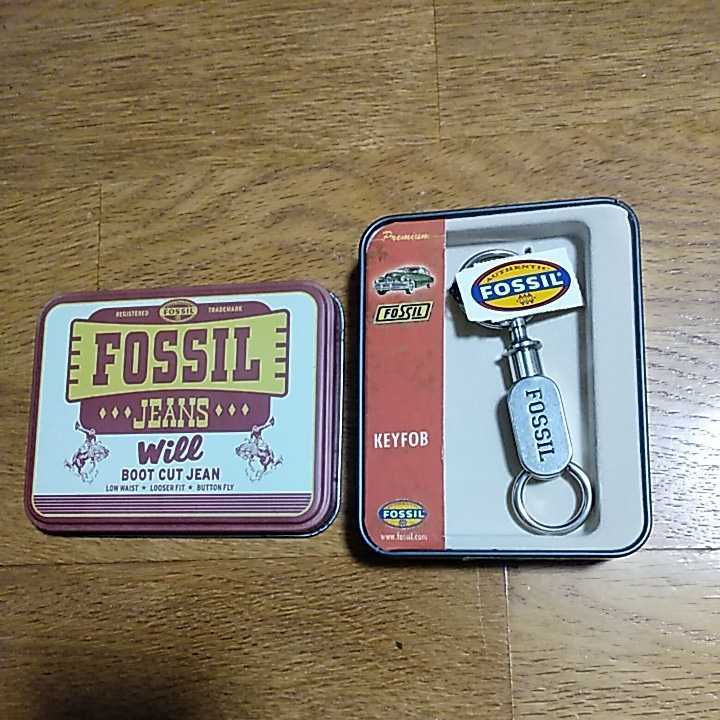 REGISTERED FOSSIL TRADEMARK
FOSSIL
JEANS
Will
BOOT CUT JEAN
LOW WAIST ★ LOOSER FIT ★ BUTTON FLY
Premium
FOSSIL
KEYFOB
FOSSIL
www.fossil.com
AUTHENTIC
FOSSIL
FOSSIL